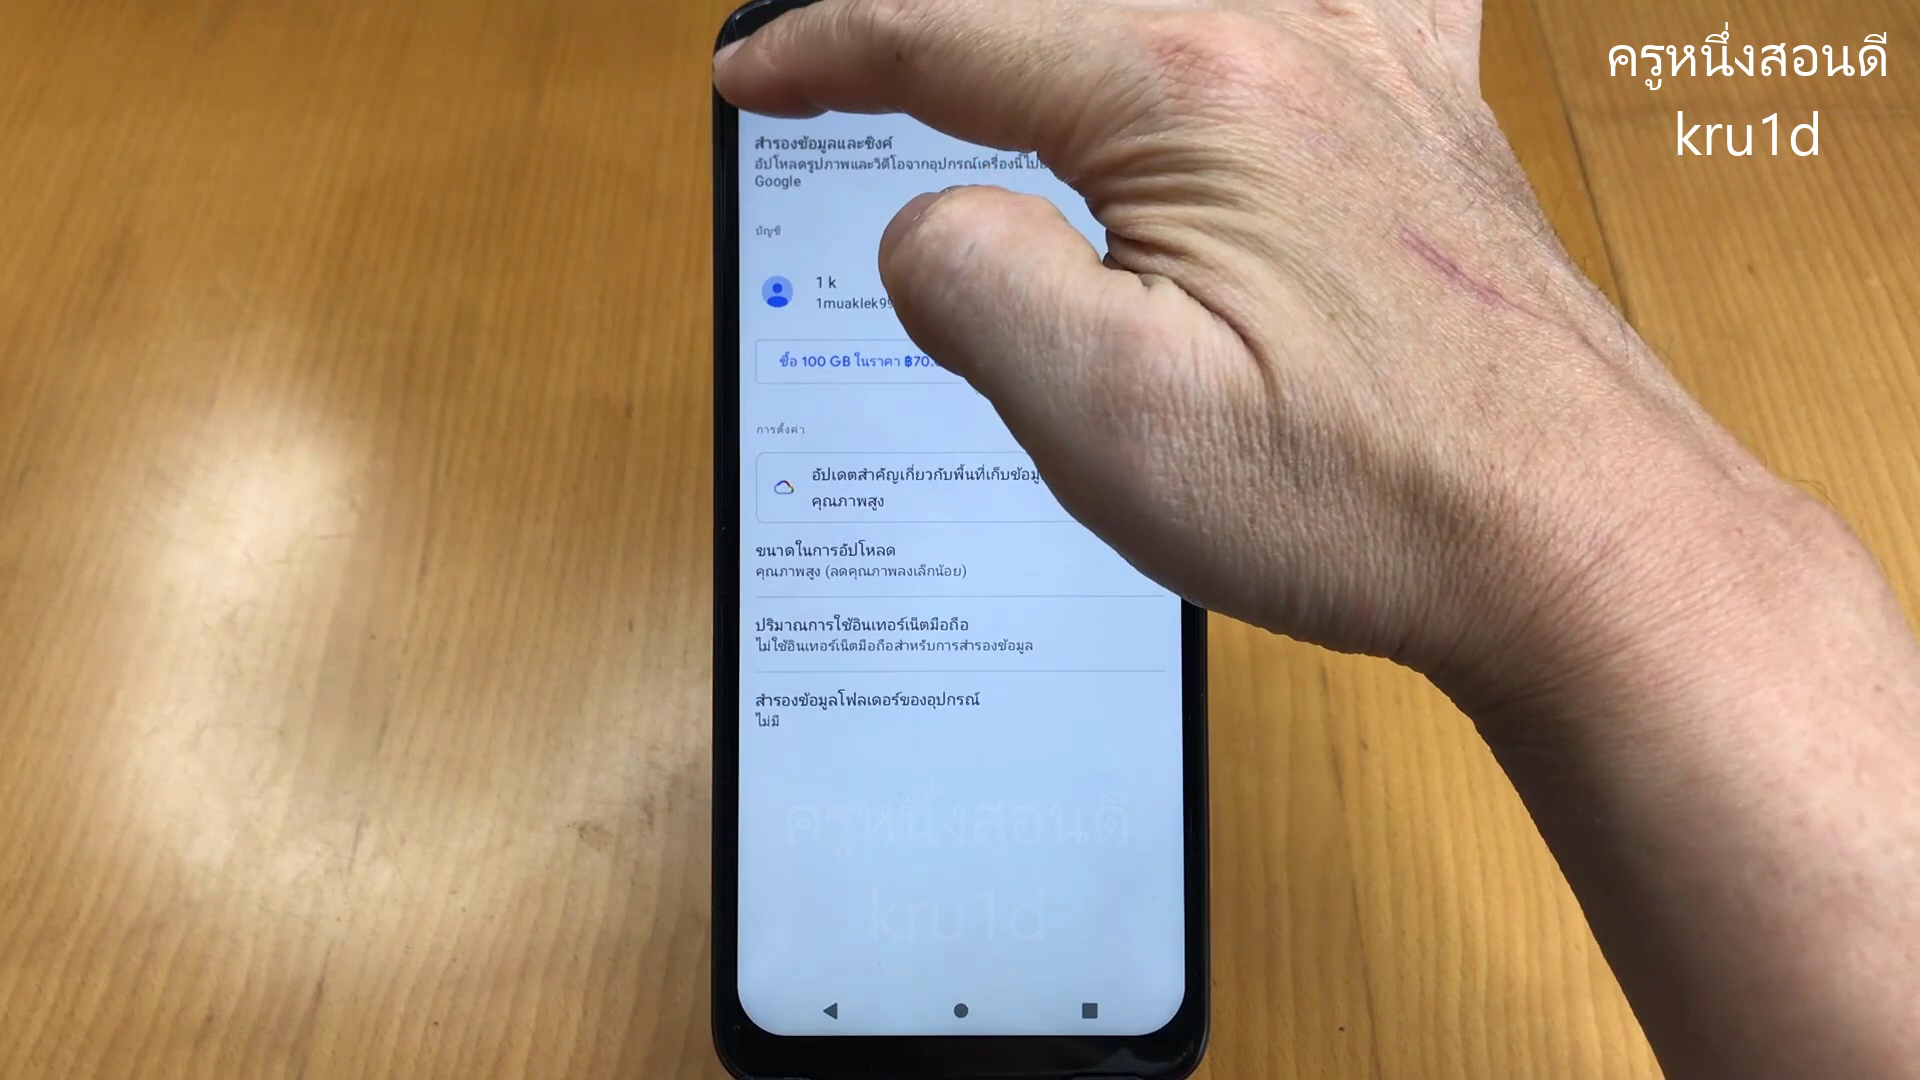 ครูหนึ่งสอนดี
kru1d
สำรองข้อมูลและซิงค์
อัปโหลดรูปภาพและวิดีโอจากอุปกรณ์เครื่องนี้ไป
Google
บัญชี
1 k
1muaklek99
ซื้อ 100 GB ในราคา ฿70.
การตั้งค่า
อัปเดตสำคัญเกี่ยวกับพื้นที่เก็บข้อมู
คุณภาพสูง
ขนาดในการอัปโหลด
คุณภาพสูง (ลดคุณภาพลงเล็กน้อย)
ปริมาณการใช้อินเทอร์เน็ตมือถือ
ไม่ใช้อินเทอร์เน็ตมือถือสำหรับการสำรองข้อมูล
สำรองข้อมูลโฟลเดอร์ของอุปกรณ์
ไม่มี
ครูหนึ่งสอนดี
kru1d